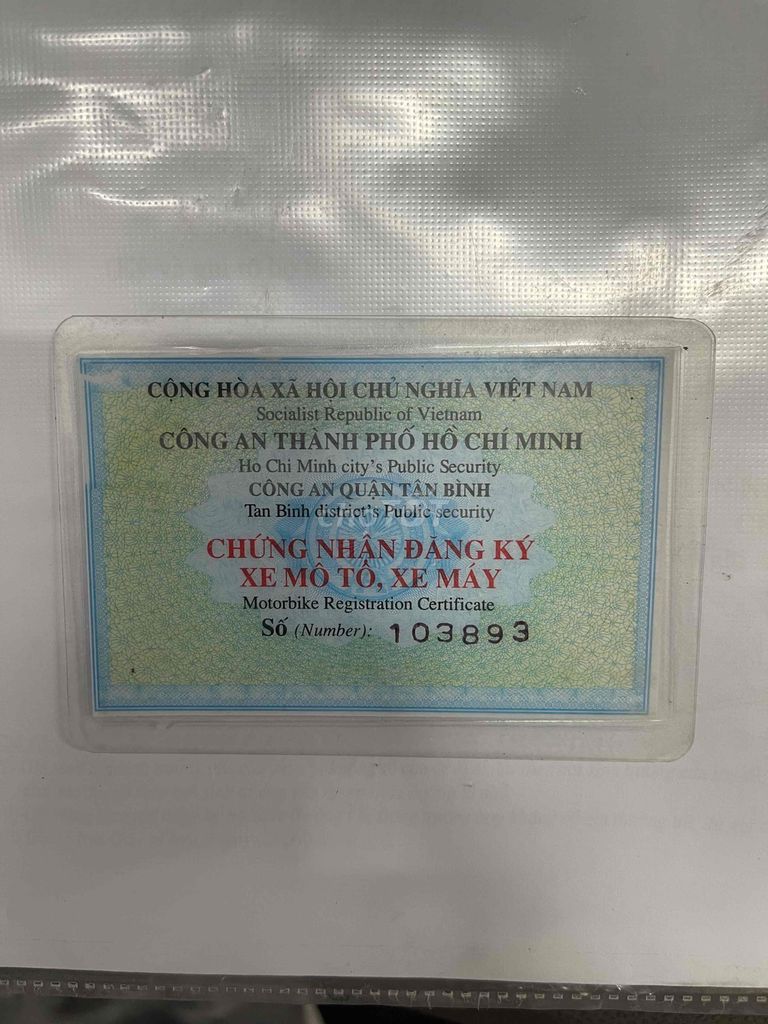 CỘNG HÒA XÃ HỘI CHỦ NGHĨA VIỆT NAM
Socialist Republic of Vietnam
CÔNG AN THÀNH PHỐ HỒ CHÍ MINH
Ho Chi Minh city's Public Security
CÔNG AN QUẬN TÂN BÌNH
Tan Binh district's Public security
CHỨNG NHẬN ĐĂNG KÝ
XE MÔ TÔ, XE MÁY
Motorbike Registration Certificate
Số (Number): 103893